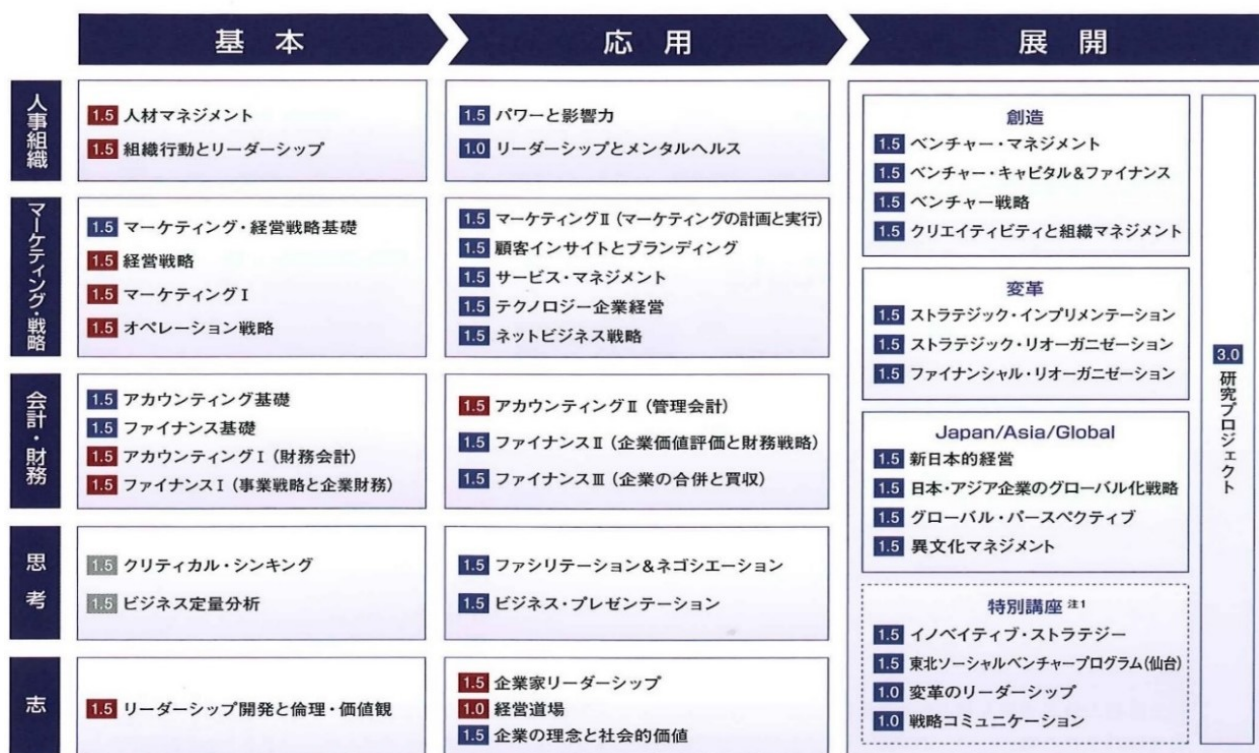 基本
応用
展開
人事組織
1.5 人材マネジメント
1.5 組織行動とリーダーシップ
1.5 パワーと影響力
1.0 リーダーシップとメンタルヘルス
マーケティング・戦略
1.5 マーケティング・経営戦略基礎
1.5 経営戦略
1.5 マーケティングⅠ
1.5 オペレーション戦略
1.5 マーケティングⅡ(マーケティングの計画と実行)
1.5 顧客インサイトとブランディング
1.5 サービス・マネジメント
1.5 テクノロジー企業経営
1.5 ネットビジネス戦略
会計・財務
1.5 アカウンティング基礎
1.5 ファイナンス基礎
1.5 アカウンティングⅠ(財務会計)
1.5 ファイナンスⅠ(事業戦略と企業財務)
1.5 アカウンティングⅡ(管理会計)
1.5 ファイナンスⅡ(企業価値評価と財務戦略)
1.5 ファイナンスⅢ(企業の合併と買収)
思考
1.5 クリティカル・シンキング
1.5 ビジネス定量分析
1.5 ファシリテーション&ネゴシエーション
1.5 ビジネス・プレゼンテーション
志
1.5 リーダーシップ開発と倫理・価値観
1.5 企業家リーダーシップ
1.0 経営道場
1.5 企業の理念と社会的価値
創造
1.5 ベンチャー・マネジメント
1.5 ベンチャー・キャピタル&ファイナンス
1.5 ベンチャー戦略
1.5 クリエイティビティと組織マネジメント
変革
1.5 ストラテジック・インプリメンテーション
1.5 ストラテジック・リオーガニゼーション
1.5 ファイナンシャル・リオーガニゼーション
Japan/Asia/Global
1.5 新日本的経営
1.5 日本・アジア企業のグローバル化戦略
1.5 グローバル・パースペクティブ
1.5 異文化マネジメント
特別講座 注1
1.5 イノベイティブ・ストラテジー
1.5 東北ソーシャルベンチャープログラム(仙台)
1.0 変革のリーダーシップ
1.0 戦略コミュニケーション
3.0 研究プロジェクト